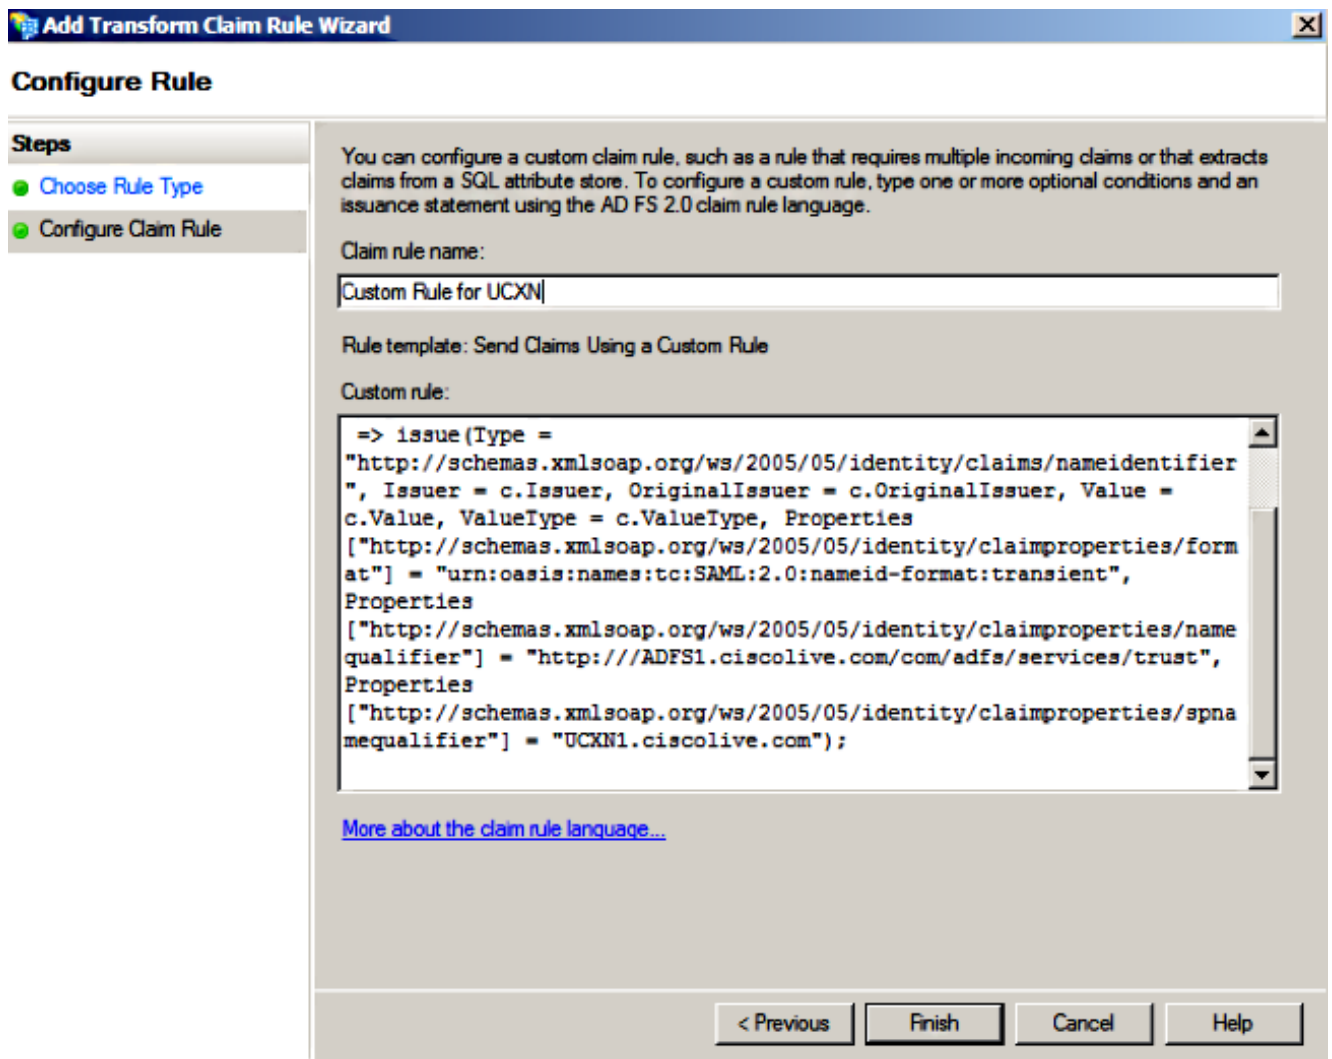 Add Transform Claim Rule Wizard
Configure Rule
Steps
Choose Rule Type
Configure Claim Rule
You can configure a custom claim rule, such as a rule that requires multiple incoming claims or that extracts
claims from a SQL attribute store. To configure a custom rule, type one or more optional conditions and an
issuance statement using the AD FS 2.0 claim rule language.
Claim rule name:
Custom Rule for UCXN
Rule template: Send Claims Using a Custom Rule
Custom rule:
=> issue(Type =
"http://schemas.xmlsoap.org/ws/2005/05/identity/claims/nameidentifier
", Issuer = c.Issuer, OriginalIssuer = c.OriginalIssuer, Value =
c.Value, ValueType = c.ValueType, Properties
["http://schemas.xmlsoap.org/ws/2005/05/identity/claimproperties/form
at"] = "urn:oasis:names:tc:SAML:2.0:nameid-format:transient",
Properties
["http://schemas.xmlsoap.org/ws/2005/05/identity/claimproperties/name
qualifier"] = "http:///ADFS1.ciscolive.com/com/adfs/services/trust",
Properties
["http://schemas.xmlsoap.org/ws/2005/05/identity/claimproperties/spna
mequalifier"] = "UCXN1.ciscolive.com");
More about the claim rule language...
< Previous
Finish
Cancel
Help